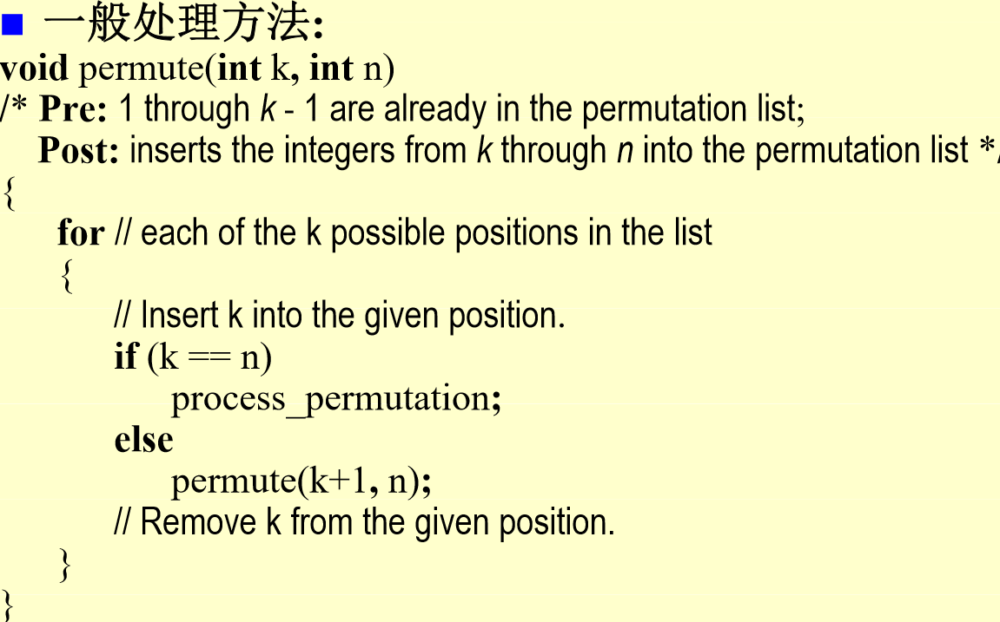 一般处理方法:
void permute(int k, int n)
/* Pre: 1 through k - 1 are already in the permutation list;
Post: inserts the integers from k through n into the permutation list */
{
for // each of the k possible positions in the list
{
// Insert k into the given position.
if (k == n)
process_permutation;
else
permute(k+1, n);
// Remove k from the given position.
}
}